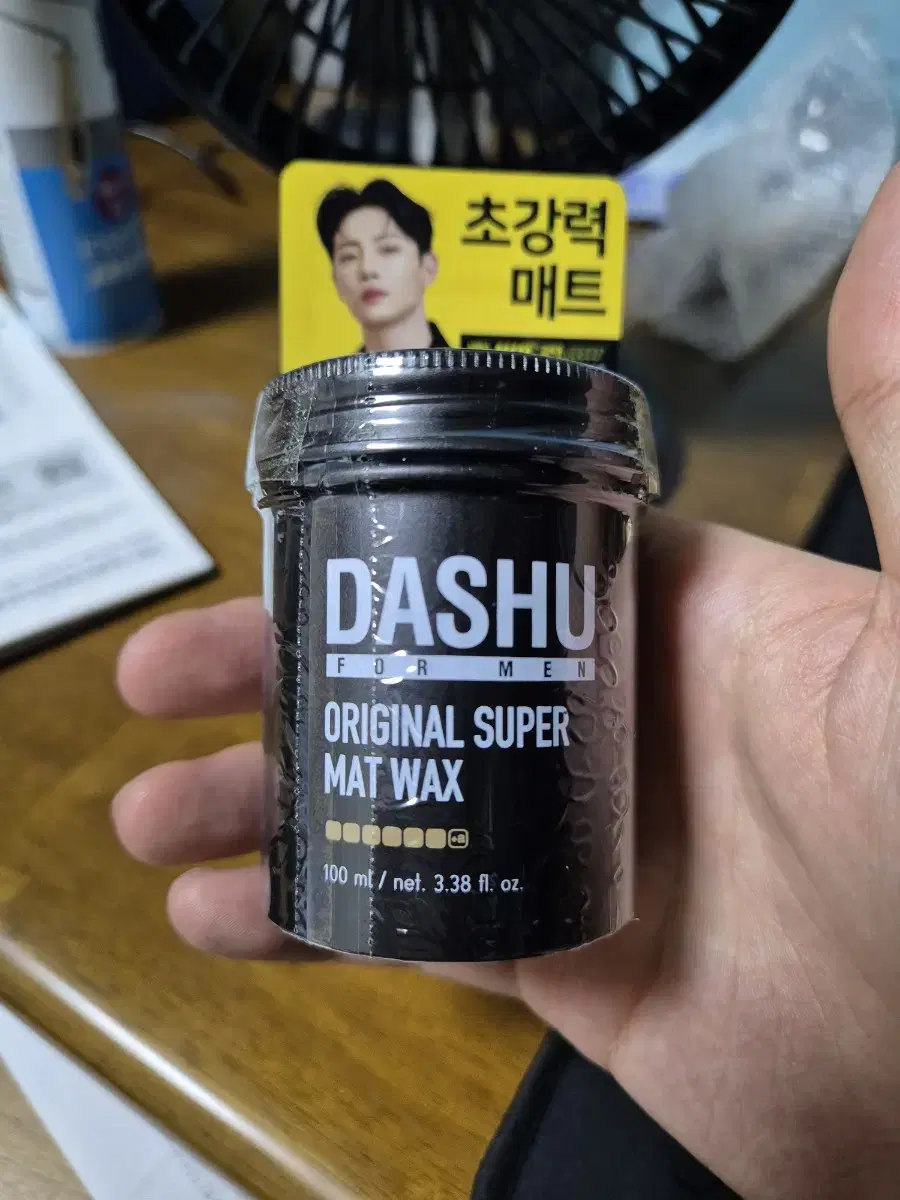 초강력
매트
DASHU
FOR MEN
ORIGINAL SUPER
MAT WAX
+a
100 ml / net. 3.38 fl. oz.